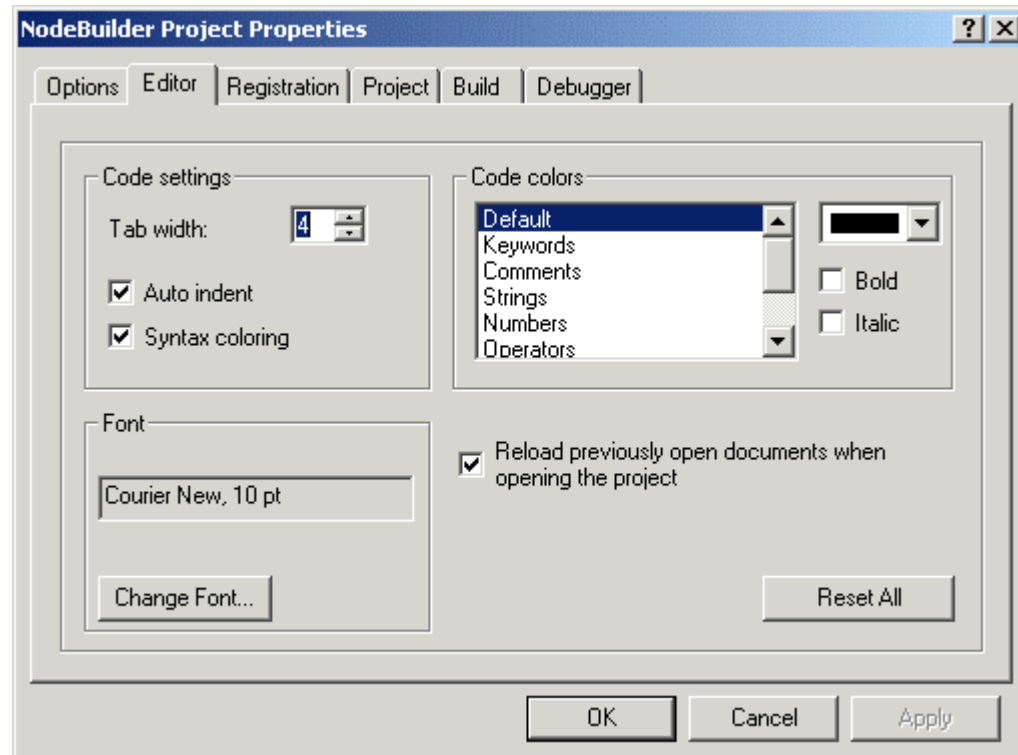 NodeBuilder Project Properties
Options Editor Registration Project Build Debugger
Code settings
Tab width: 4
Auto indent
Syntax coloring
Code colors
Default
Keywords
Comments
Strings
Numbers
Operators
Bold
Italic
Font
Courier New, 10 pt
Change Font...
Reload previously open documents when
opening the project
Reset All
OK Cancel Apply